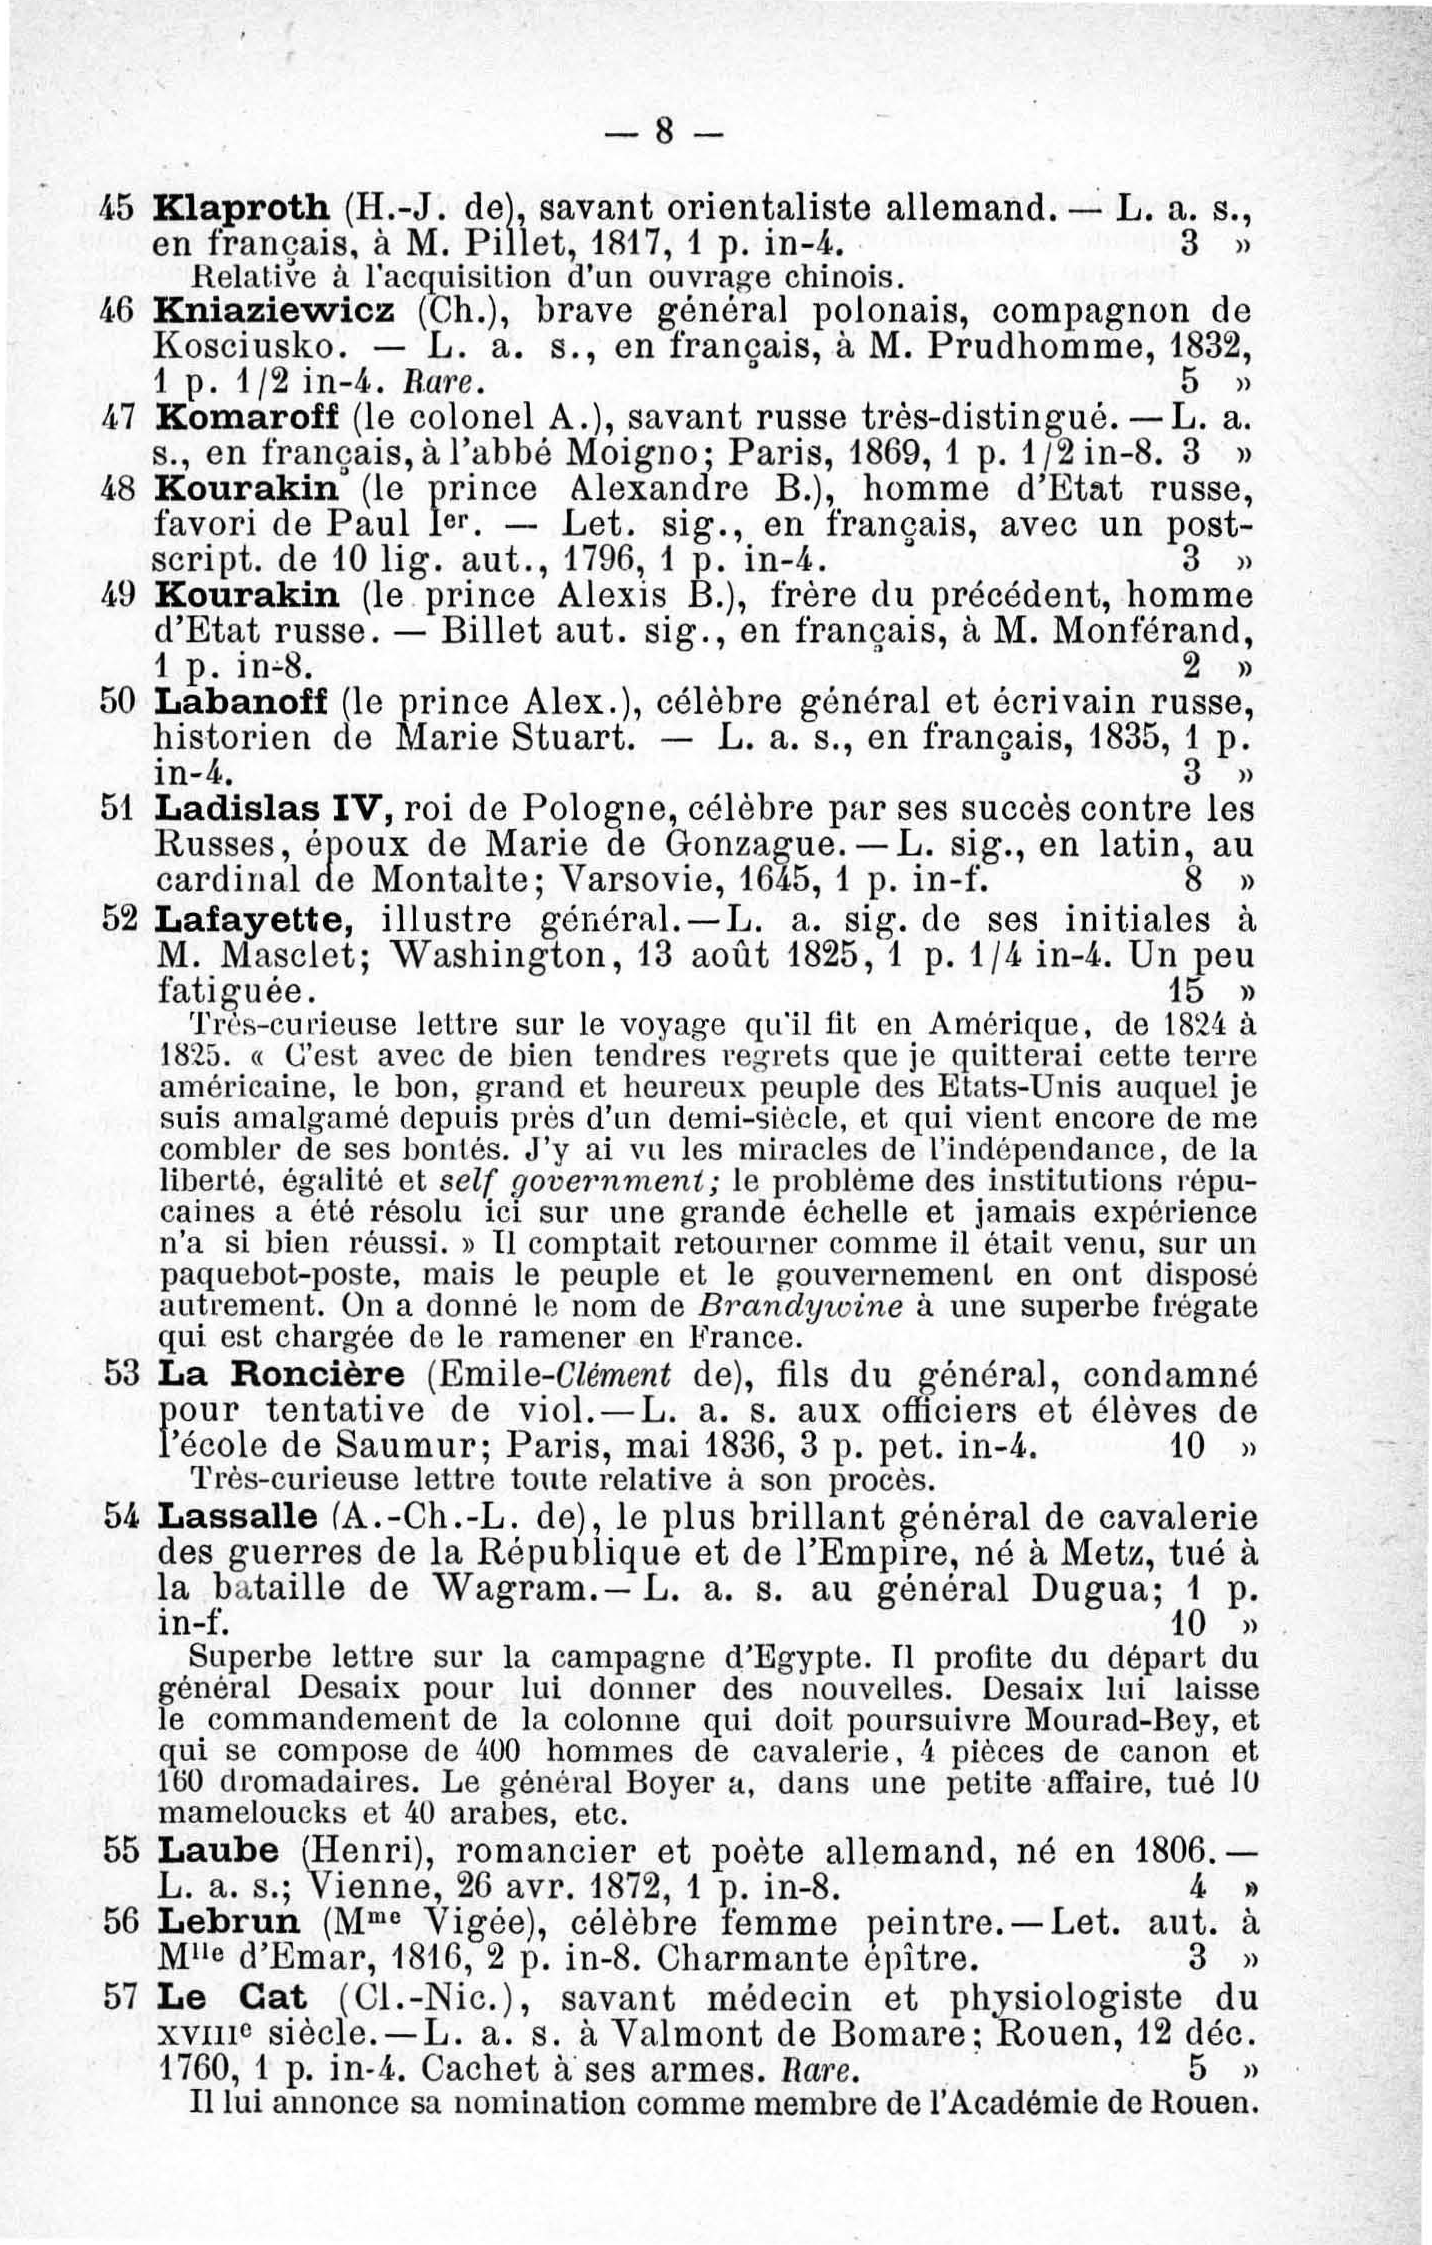 — 8 —
45 Klaproth (H.-J. de), savant orientaliste allemand. — L. a. s.,
en français, à M. Pillet, 1817, 1 p. in-4. 3 »
Relative à l'acquisition d'un ouvrage chinois.
46 Kniaziewicz (Ch.), brave général polonais, compagnon de
Kosciusko. — L. a. s., en français, à M. Prudhomme, 1832,
1 p. 1/2 in-4. Rare. 5 »
47 Komaroff (le colonel A.), savant russe très-distingué. — L. a.
s., en français, à l'abbé Moigno; Paris, 1869, 1 p. 1/2 in-8. 3 »
48 Kourakin (le prince Alexandre B.), homme d'Etat russe,
favori de Paul Ier. — Let. sig., en français, avec un post-
script. de 10 lig. aut., 1796, 1 p. in-4. 3 »
49 Kourakin (le prince Alexis B.), frère du précédent, homme
d'Etat russe. — Billet aut. sig., en français, à M. Monférand,
1 p. in-8. 2 »
50 Labanoff (le prince Alex.), célèbre général et écrivain russe,
historien de Marie Stuart. — L. a. s., en français, 1835, 1 p.
in-4. 3 »
51 Ladislas IV, roi de Pologne, célèbre par ses succès contre les
Russes, époux de Marie de Gonzague. — L. sig., en latin, au
cardinal de Montalte; Varsovie, 1645, 1 p. in-f. 8 »
52 Lafayette, illustre général. — L. a. sig. de ses initiales à
M. Masclet; Washington, 13 août 1825, 1 p. 1/4 in-4. Un peu
fatiguée. 15 »
Très-curieuse lettre sur le voyage qu'il fit en Amérique, de 1824 à
1825. « C'est avec de bien tendres regrets que je quitterai cette terre
américaine, le bon, grand et heureux peuple des Etats-Unis auquel je
suis amalgamé depuis près d'un demi-siècle, et qui vient encore de me
combler de ses bontés. J'y ai vu les miracles de l'indépendance, de la
liberté, égalité et self government; le problème des institutions répu-
caines a été résolu ici sur une grande échelle et jamais expérience
n'a si bien réussi. » Il comptait retourner comme il était venu, sur un
paquebot-poste, mais le peuple et le gouvernement en ont disposé
autrement. On a donné le nom de Brandywine à une superbe frégate
qui est chargée de le ramener en France.
53 La Roncière (Emile-Clément de), fils du général, condamné
pour tentative de viol. — L. a. s. aux officiers et élèves de
l'école de Saumur; Paris, mai 1836, 3 p. pet. in-4. 10 »
Très-curieuse lettre toute relative à son procès.
54 Lassalle (A.-Ch.-L. de), le plus brillant général de cavalerie
des guerres de la République et de l'Empire, né à Metz, tué à
la bataille de Wagram. — L. a. s. au général Dugua; 1 p.
in-f. 10 »
Superbe lettre sur la campagne d'Egypte. Il profite du départ du
général Desaix pour lui donner des nouvelles. Desaix lui laisse
le commandement de la colonne qui doit poursuivre Mourad-Bey, et
qui se compose de 400 hommes de cavalerie, 4 pièces de canon et
160 dromadaires. Le général Boyer a, dans une petite affaire, tué 10
mameloucks et 40 arabes, etc.
55 Laube (Henri), romancier et poète allemand, né en 1806. —
L. a. s.; Vienne, 26 avr. 1872, 1 p. in-8. 4 »
56 Lebrun (Mme Vigée), célèbre femme peintre. — Let. aut. à
Mlle d'Emar, 1816, 2 p. in-8. Charmante épître. 3 »
57 Le Cat (Cl.-Nic.), savant médecin et physiologiste du
XVIIIe siècle. — L. a. s. à Valmont de Bomare; Rouen, 12 déc.
1760, 1 p. in-4. Cachet à ses armes. Rare. 5 »
Il lui annonce sa nomination comme membre de l'Académie de Rouen.